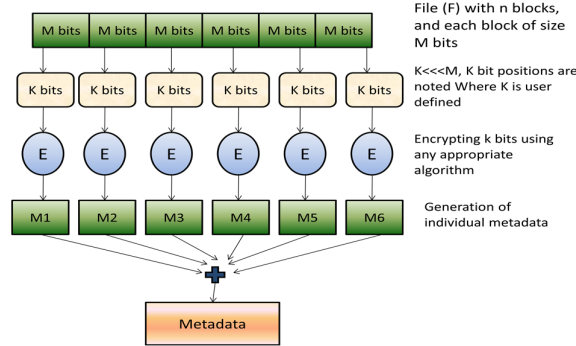 M bits M bits M bits M bits M bits M bits
File (F) with n blocks,
and each block of size
M bits
K bits K bits K bits K bits K bits K bits
K<<<M, K bit positions are
noted Where K is user
defined
E E E E E E
Encrypting k bits using
any appropriate
algorithm
M1 M2 M3 M4 M5 M6
Generation of
individual metadata
Metadata